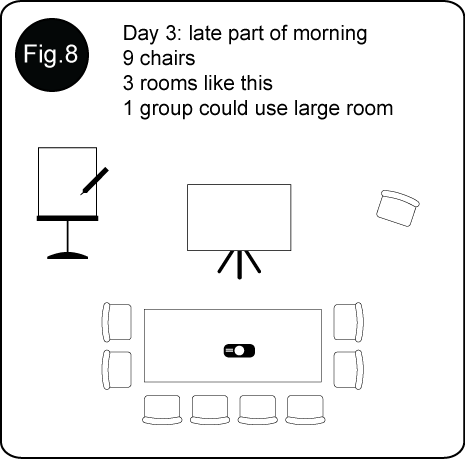 Fig.8
Day 3: late part of morning
9 chairs
3 rooms like this
1 group could use large room